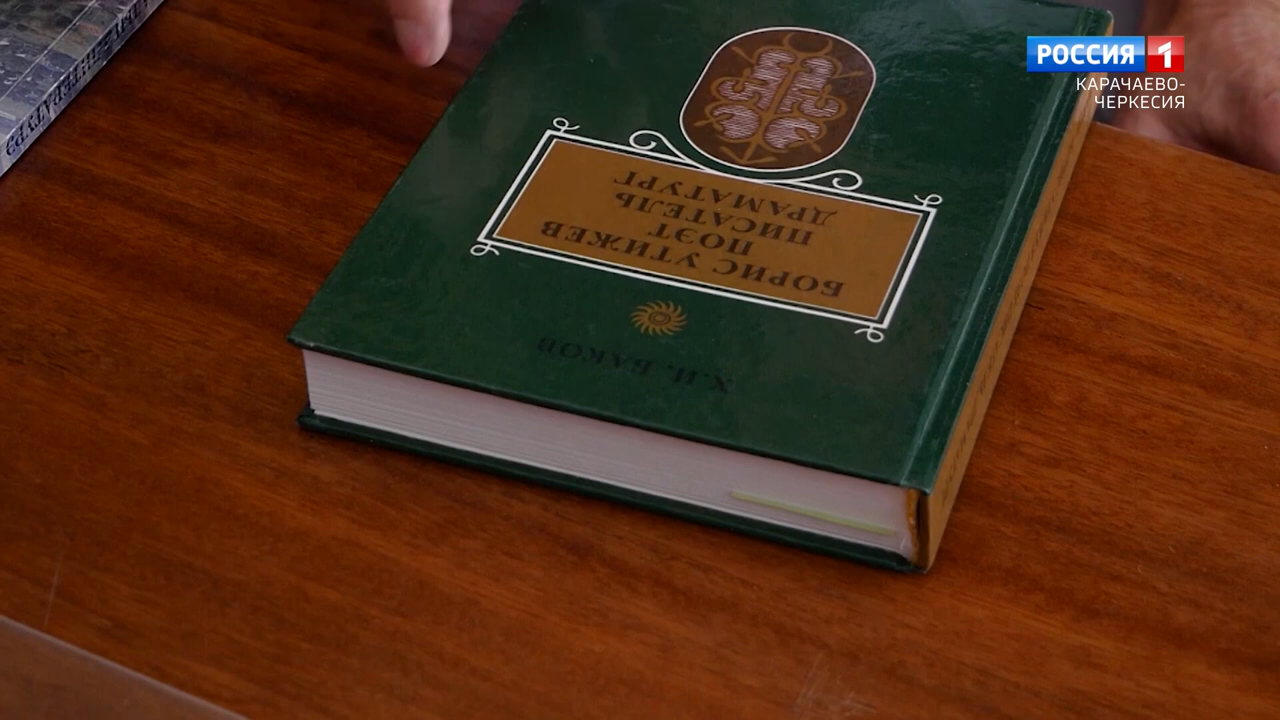 РОССИЯ 1
КАРАЧАЕВО-
ЧЕРКЕСИЯ
Х.И. БАКОВ
БОРИС УТИЖЕВ
ПОЭТ
ПИСАТЕЛЬ
ДРАМАТУРГ